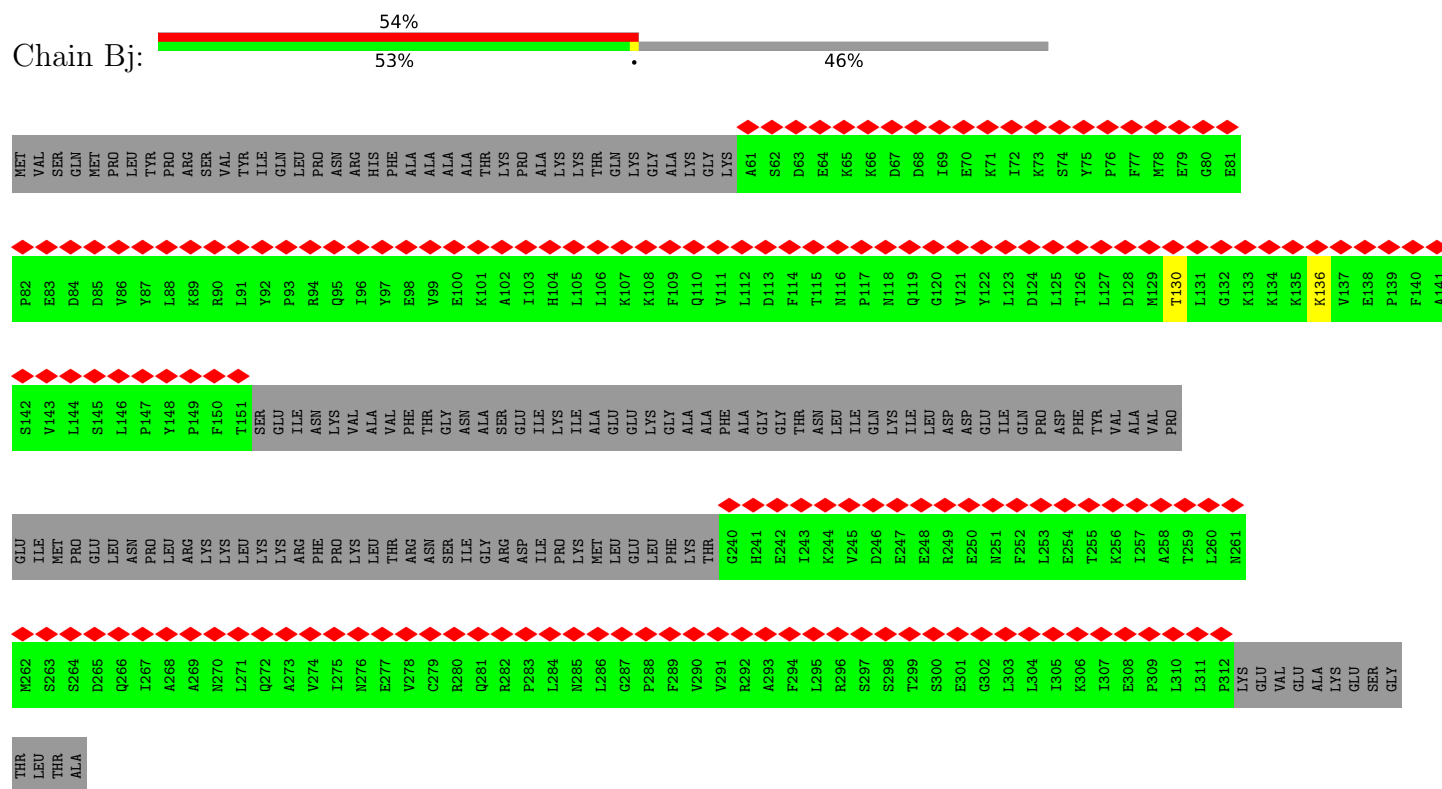 54%
Chain Bj:
53% • 46%
MET VAL SER GLN MET PRO LEU TYR PRO ARG SER VAL TYR ILE GLN LEU PRO ASN ARG HIS PHE ALA ALA ALA ALA THR LYS PRO ALA LYS LYS THR GLN LYS GLY ALA LYS GLY LYS A61 S62 D63 E64 K65 K66 D67 D68 I69 E70 K71 I72 K73 S74 Y75 P76 F77 M78 E79 G80 E81
P82 E83 D84 D85 V86 Y87 L88 K89 R90 L91 Y92 P93 R94 Q95 I96 Y97 E98 V99 E100 K101 A102 I103 H104 L105 L106 K107 K108 F109 Q110 V111 L112 D113 F114 T115 N116 P117 N118 Q119 G120 V121 Y122 L123 D124 L125 T126 L127 D128 M129 T130 L131 G132 K133 K134 K135 K136 V137 E138 P139 F140 A141
S142 V143 L144 S145 L146 P147 Y148 P149 F150 T151 SER GLU ILE ASN LYS VAL ALA VAL PHE THR GLY ASN ALA SER GLU ILE LYS ILE ALA GLU GLU LYS GLY ALA ALA PHE ALA GLY GLY THR ASN LEU ILE GLN LYS ILE LEU ASP ASP GLU ILE GLN PRO ASP PHE TYR VAL ALA VAL PRO
GLU ILE MET PRO GLU LEU ASN PRO LEU ARG LYS LYS LEU LYS LYS ARG PHE PRO LYS LEU THR ARG ASN SER ILE GLY ARG ASP ILE PRO LYS MET LEU GLU LEU PHE LYS THR G240 H241 E242 I243 K244 V245 D246 E247 E248 R249 E250 N251 F252 L253 E254 T255 K256 I257 A258 T259 L260 N261
M262 S263 S264 D265 Q266 I267 A268 A269 N270 L271 Q272 A273 V274 I275 N276 E277 V278 C279 R280 Q281 R282 P283 L284 N285 L286 G287 P288 F289 V290 V291 R292 A293 F294 L295 R296 S297 S298 T299 S300 E301 G302 L303 L304 I305 K306 I307 E308 P309 L310 L311 P312 LYS LYS GLU VAL GLU ALA LYS GLU SER GLY
THR LEU THR ALA